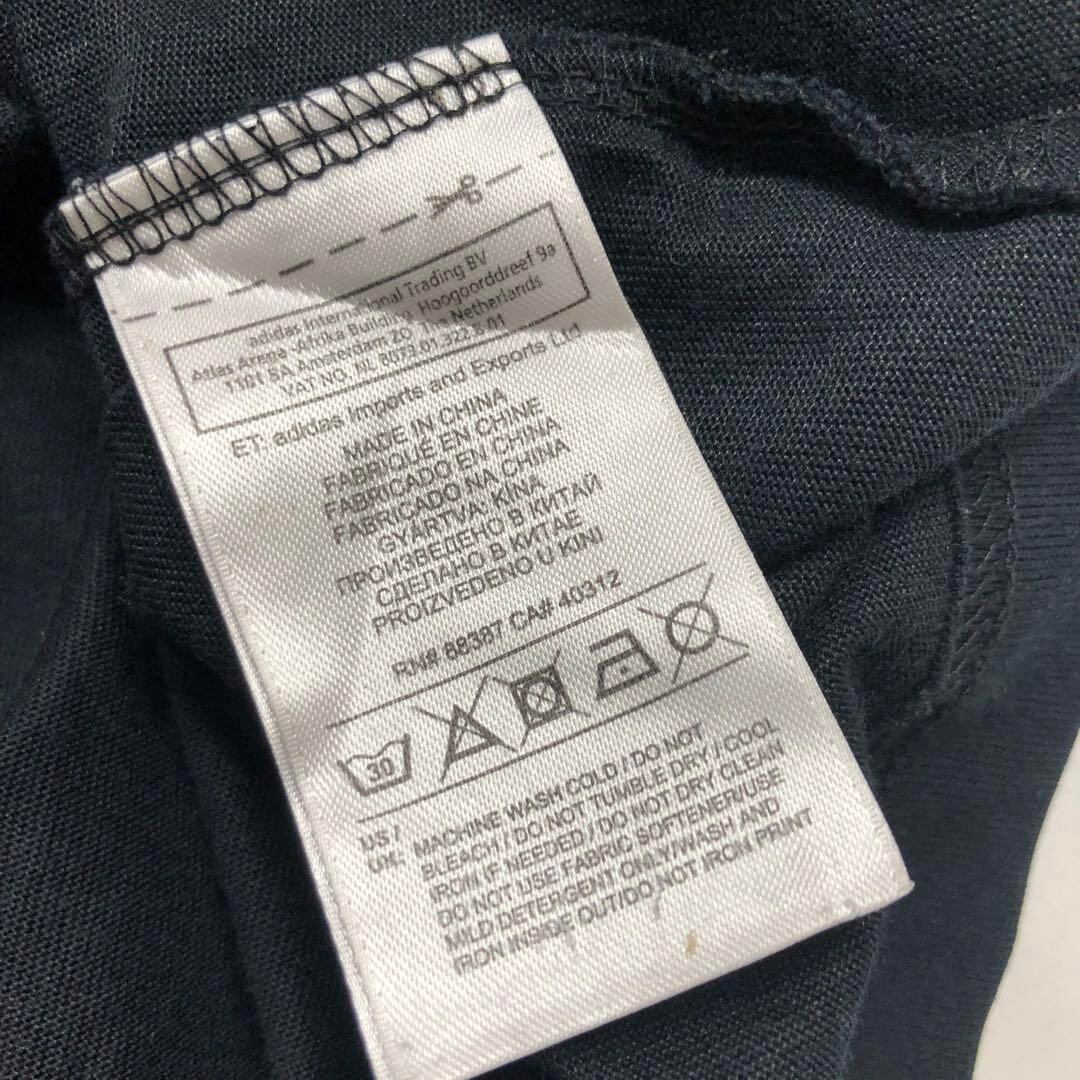 adidas International Trading BV
Atlas Arena, Afrika Building, Hoogoorddreef 9a
1101 BA Amsterdam ZO, The Netherlands
VAT NO. NL 8073.01.322.B.01
ET: adidas Imports and Exports Ltd
MADE IN CHINA
FABRIQUÉ EN CHINE
FABRICADO EN CHINA
FABRICADO NA CHINA
GYÁRTVA: KINA
ПРОИЗВЕДЕНО В КИТАЙ
СДЕЛАНО В КИТАЕ
PROIZVEDENO U KINI
RN# 88387 CA# 40312
30
US / UK: MACHINE WASH COLD / DO NOT
BLEACH / DO NOT TUMBLE DRY / COOL
IRON IF NEEDED / DO NOT DRY CLEAN
DO NOT USE FABRIC SOFTENER/USE
MILD DETERGENT ONLY/WASH AND
IRON INSIDE OUT/DO NOT IRON PRINT